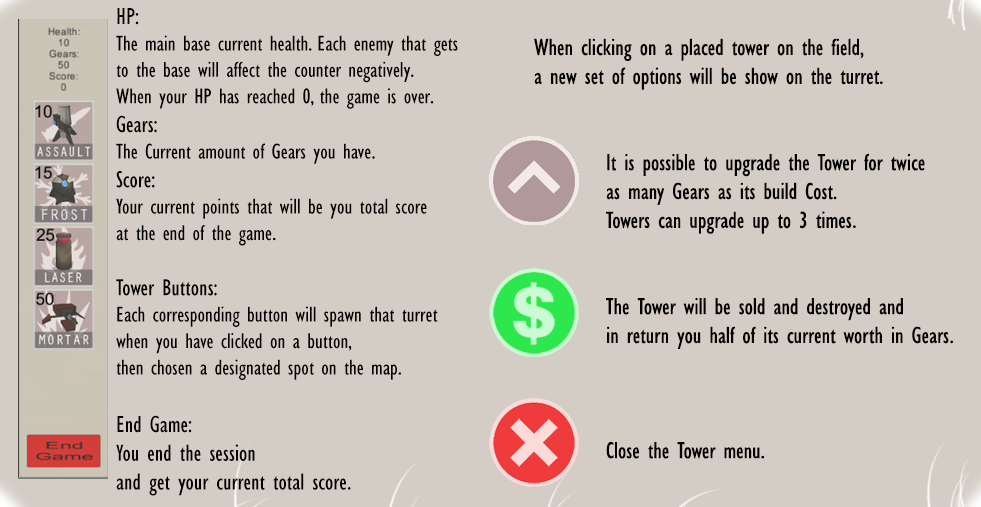 Health:
10
Gears:
50
Score:
0
10
ASSAULT
15
FROST
25
LASER
50
MORTAR
End
Game
HP:
The main base current health. Each enemy that gets
to the base will affect the counter negatively.
When your HP has reached 0, the game is over.
Gears:
The Current amount of Gears you have.
Score:
Your current points that will be you total score
at the end of the game.
Tower Buttons:
Each corresponding button will spawn that turret
when you have clicked on a button,
then chosen a designated spot on the map.
End Game:
You end the session
and get your current total score.
When clicking on a placed tower on the field,
a new set of options will be show on the turret.
It is possible to upgrade the Tower for twice
as many Gears as its build Cost.
Towers can upgrade up to 3 times.
$
The Tower will be sold and destroyed and
in return you half of its current worth in Gears.
Close the Tower menu.